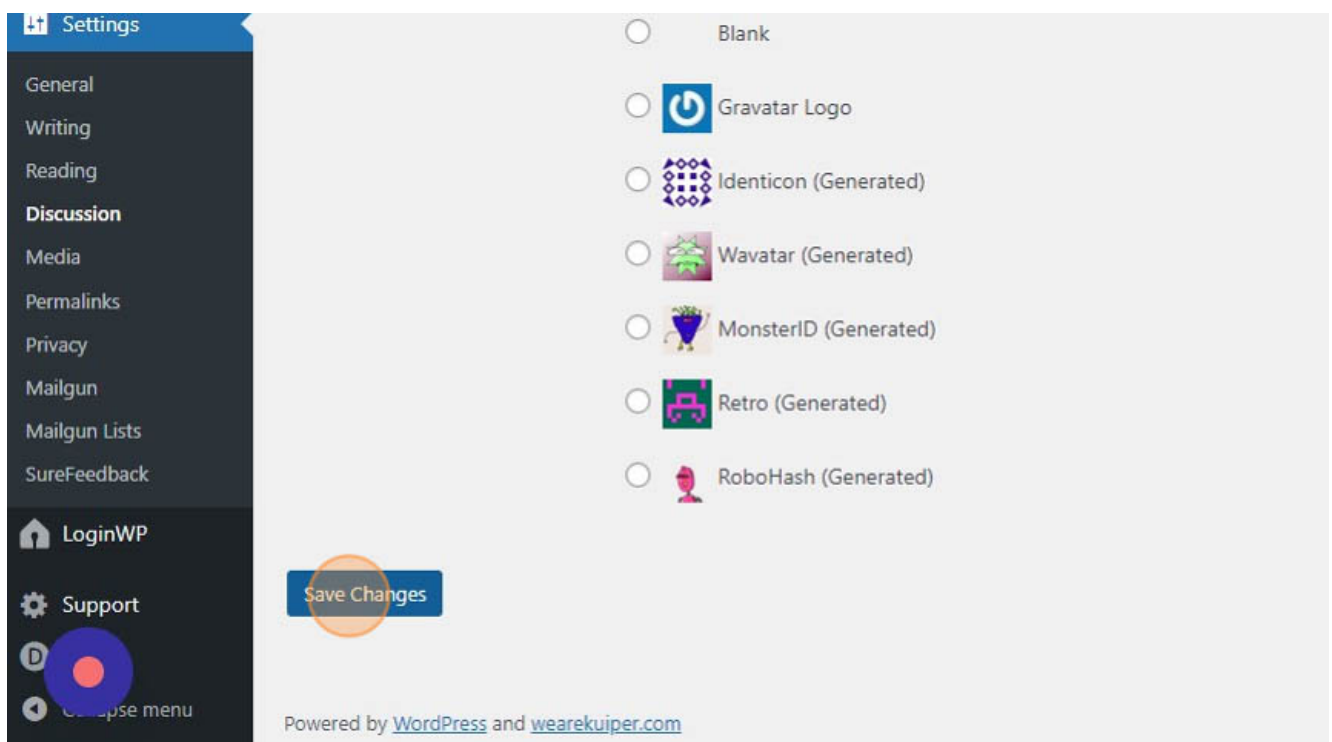 Settings
General
Writing
Reading
Discussion
Media
Permalinks
Privacy
Mailgun
Mailgun Lists
SureFeedback
LoginWP
Support
D
menu
Blank
Gravatar Logo
Identicon (Generated)
Wavatar (Generated)
MonsterID (Generated)
Retro (Generated)
RoboHash (Generated)
Save Changes
Powered by WordPress and wearekuiper.com